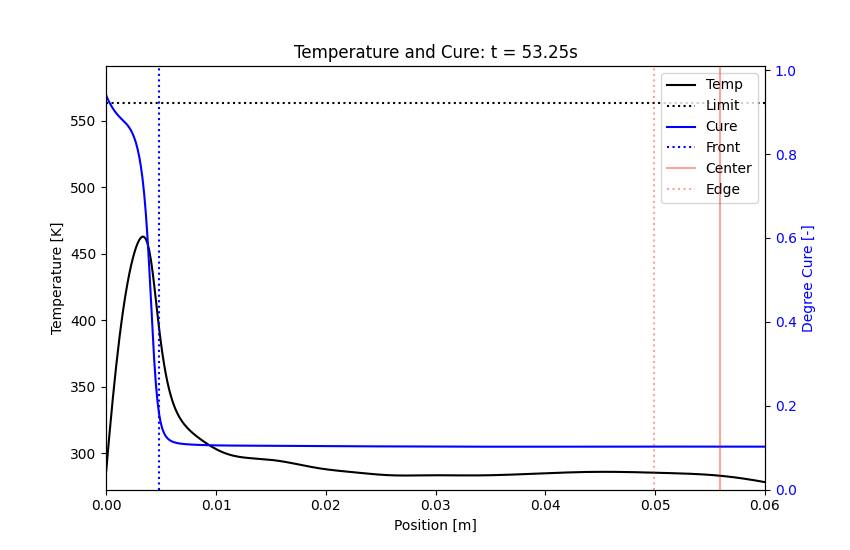 Temperature and Cure: t = 53.25s
Temp
Limit
Cure
Front
Center
Edge
550
500
450
400
350
300
Temperature [K]
1.0
0.8
0.6
0.4
0.2
0.0
Degree Cure [-]
0.00
0.01
0.02
0.03
0.04
0.05
0.06
Position [m]